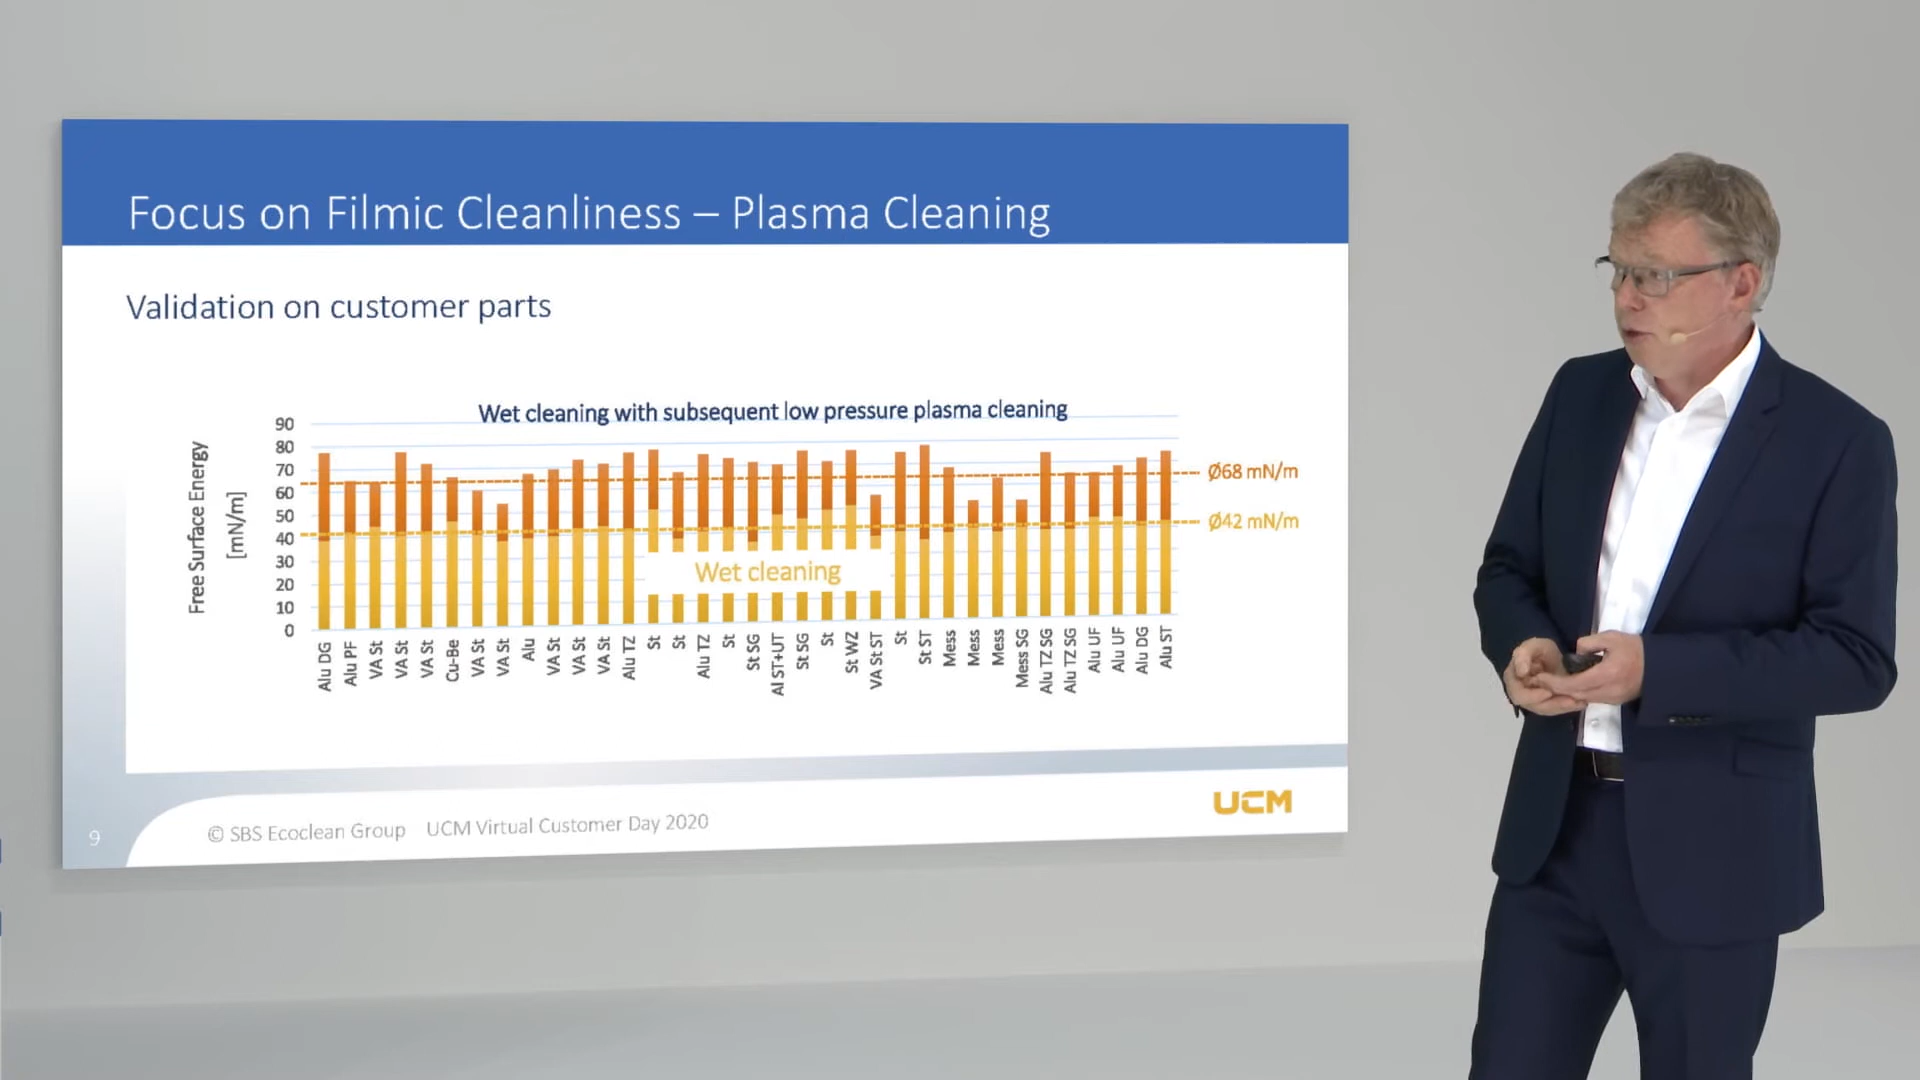 Focus on Filmic Cleanliness – Plasma Cleaning
Validation on customer parts
Wet cleaning with subsequent low pressure plasma cleaning
Free Surface Energy
[mN/m]
90
80
70
60
50
40
30
20
10
0
Ø68 mN/m
Ø42 mN/m
Wet cleaning
Alu DG
Alu PF
VA St
VA St
VA St
Cu-Be
VA St
VA St
Alu
VA St
VA St
VA St
Alu TZ
St
St
Alu TZ
St
St SG
Al ST+UT
St SG
St
St WZ
VA St ST
St
St ST
Mess
Mess
Mess
Mess SG
Alu TZ SG
Alu TZ SG
Alu UF
Alu UF
Alu DG
Alu ST
9
© SBS Ecoclean Group UCM Virtual Customer Day 2020
UCM